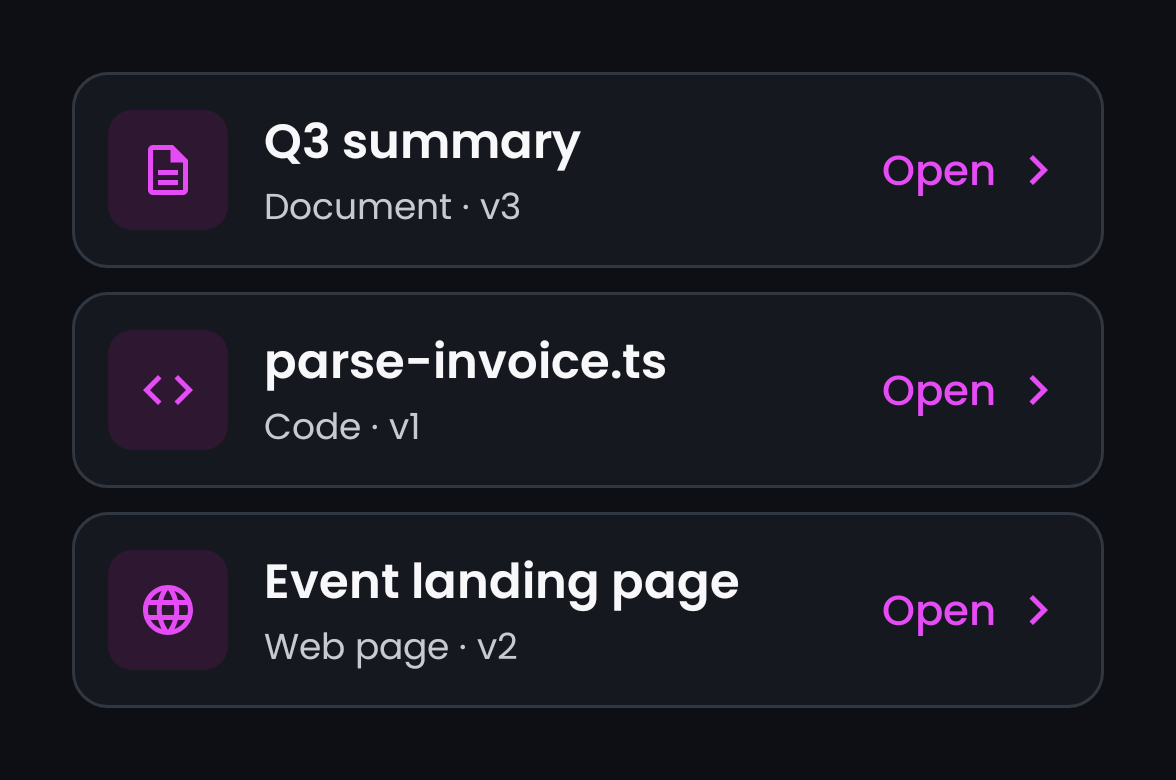 Q3 summary
Document · v3
Open
parse-invoice.ts
Code · v1
Open
Event landing page
Web page · v2
Open